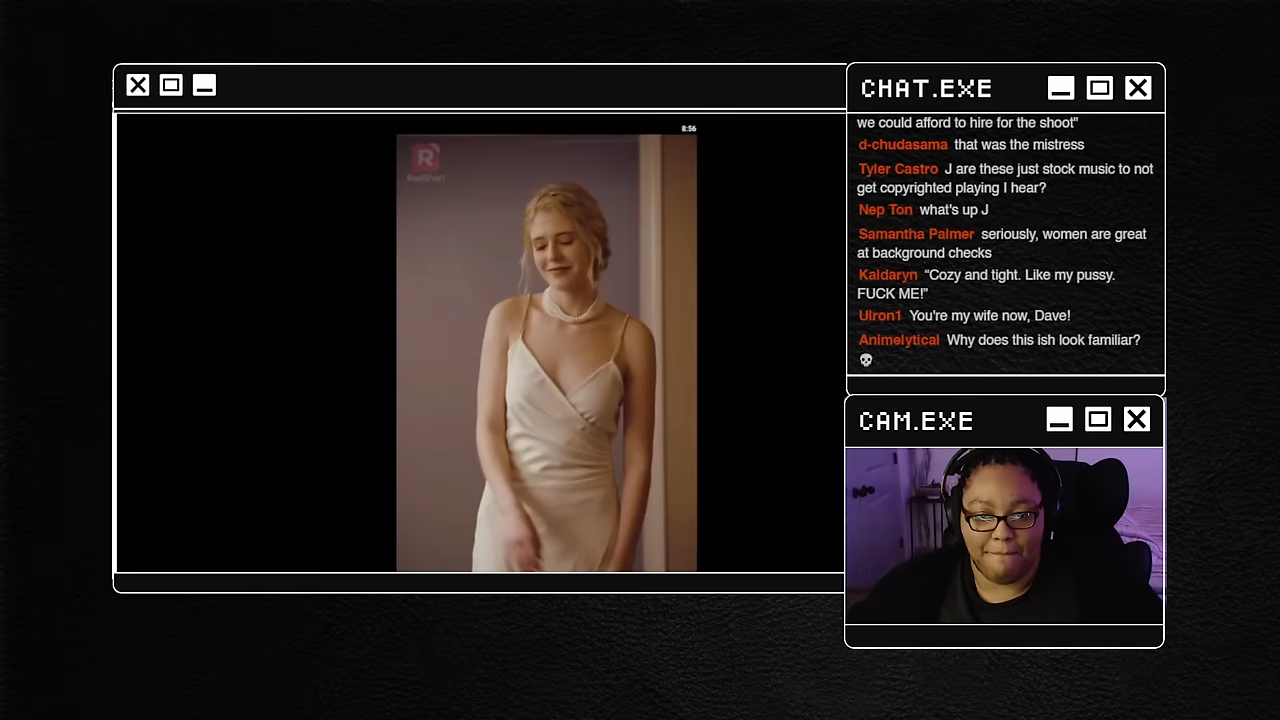 8:56
R
ReelShort
CHAT.EXE
we could afford to hire for the shoot"
d-chudasama that was the mistress
Tyler Castro J are these just stock music to not
get copyrighted playing I hear?
Nep Ton what's up J
Samantha Palmer seriously, women are great
at background checks
Kaldaryn “Cozy and tight. Like my pussy.
FUCK ME!”
Ulron1 You're my wife now, Dave!
Animelytical Why does this ish look familiar?
CAM.EXE